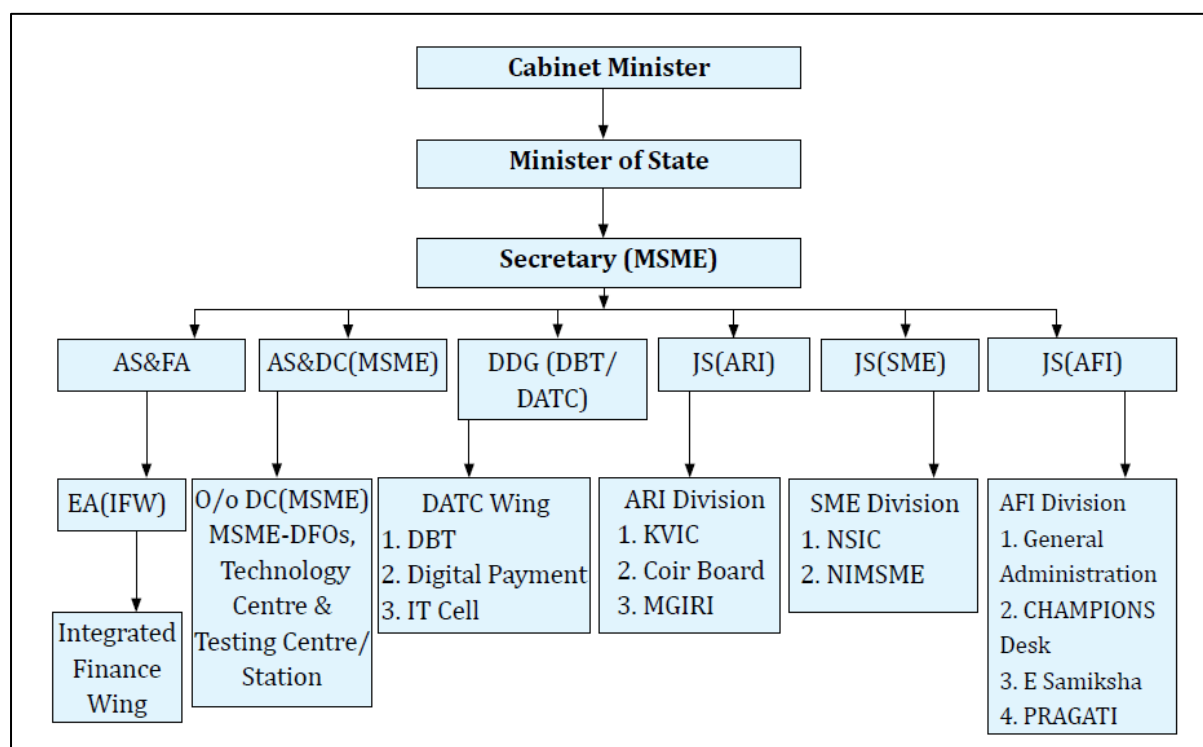 Cabinet Minister
Minister of State
Secretary (MSME)
AS&FA
AS&DC(MSME)
DDG (DBT/
DATC)
JS(ARI)
JS(SME)
JS(AFI)
EA(IFW)
Integrated
Finance
Wing
O/o DC(MSME)
MSME-DFOs,
Technology
Centre &
Testing Centre/
Station
DATC Wing
1. DBT
2. Digital Payment
3. IT Cell
ARI Division
1. KVIC
2. Coir Board
3. MGIRI
SME Division
1. NSIC
2. NIMSME
AFI Division
1. General
Administration
2. CHAMPIONS
Desk
3. E Samiksha
4. PRAGATI